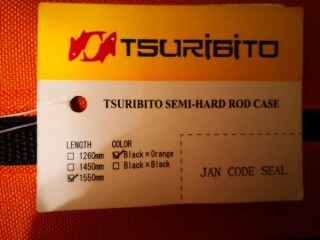 TSURIBITO
TSURIBITO SEMI-HARD ROD CASE
LENGTH COLOR
1260mm Black×Orange
1450mm Black×Black
1550mm
JAN CODE SEAL